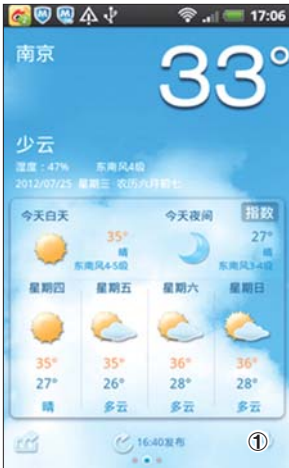 17:06
南京
33°
少云
湿度：47% 东南风4级
2012/07/25 星期三 农历六月初七
今天白天 今天夜间 指数
35° 27°
晴 晴
东南风4-5级 东南风3-4级
星期四 星期五 星期六 星期日
35° 35° 36° 36°
27° 26° 28° 28°
晴 多云 多云 多云
16:40发布 ①